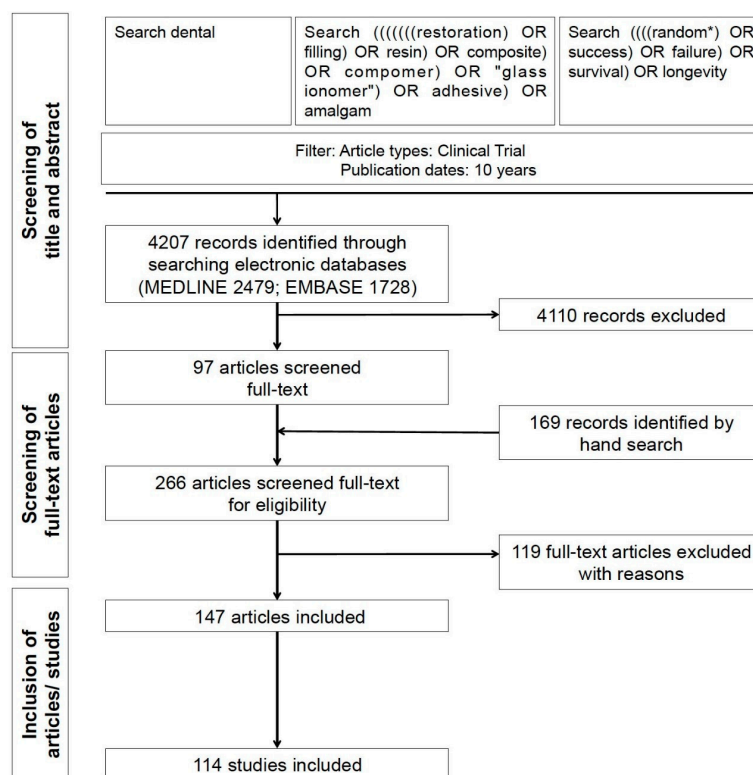 Search dental
Search (((((((restoration) OR
filling) OR resin) OR composite)
OR compomer) OR "glass
ionomer") OR adhesive) OR
amalgam
Search ((((random*) OR
success) OR failure) OR
survival) OR longevity
Filter: Article types: Clinical Trial
Publication dates: 10 years
Screening of
title and abstract
4207 records identified through
searching electronic databases
(MEDLINE 2479; EMBASE 1728)
4110 records excluded
Screening of
full-text articles
97 articles screened
full-text
169 records identified by
hand search
266 articles screened full-text
for eligibility
119 full-text articles excluded
with reasons
Inclusion of
articles/ studies
147 articles included
114 studies included